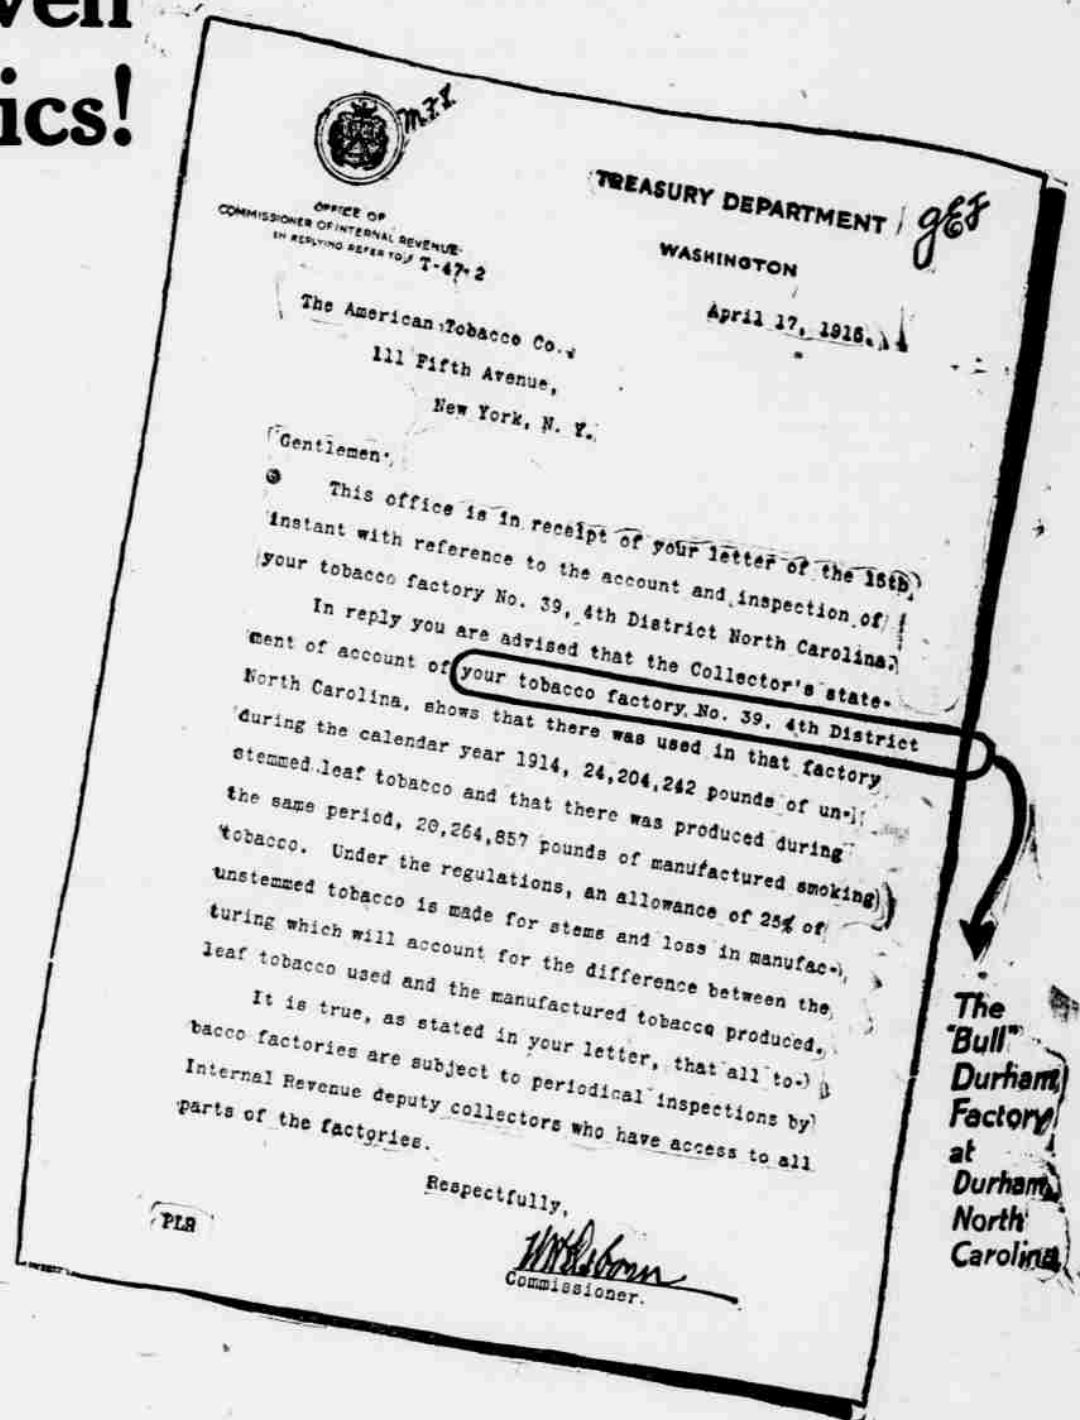 ven
ics!
M.F.Y.
OFFICE OF
COMMISSIONER OF INTERNAL REVENUE
IN REPLYING REFER TO T-47-2
TREASURY DEPARTMENT
WASHINGTON
April 17, 1915.
The American Tobacco Co.,
111 Fifth Avenue,
New York, N. Y.
Gentlemen:
This office is in receipt of your letter of the 15th
instant with reference to the account and inspection of
your tobacco factory No. 39, 4th District North Carolina.
In reply you are advised that the Collector's state-
ment of account of your tobacco factory No. 39, 4th District
North Carolina, shows that there was used in that factory
during the calendar year 1914, 24,204,242 pounds of un-
stemmed leaf tobacco and that there was produced during
the same period, 20,264,857 pounds of manufactured smoking
tobacco. Under the regulations, an allowance of 25% of
unstemmed tobacco is made for stems and loss in manufac-
turing which will account for the difference between the
leaf tobacco used and the manufactured tobacco produced.
It is true, as stated in your letter, that all to-
bacco factories are subject to periodical inspections by
Internal Revenue deputy collectors who have access to all
parts of the factories.
Respectfully,
WH Osborn
Commissioner.
PLR
The
"Bull"
Durham
Factory
at
Durham,
North
Carolina